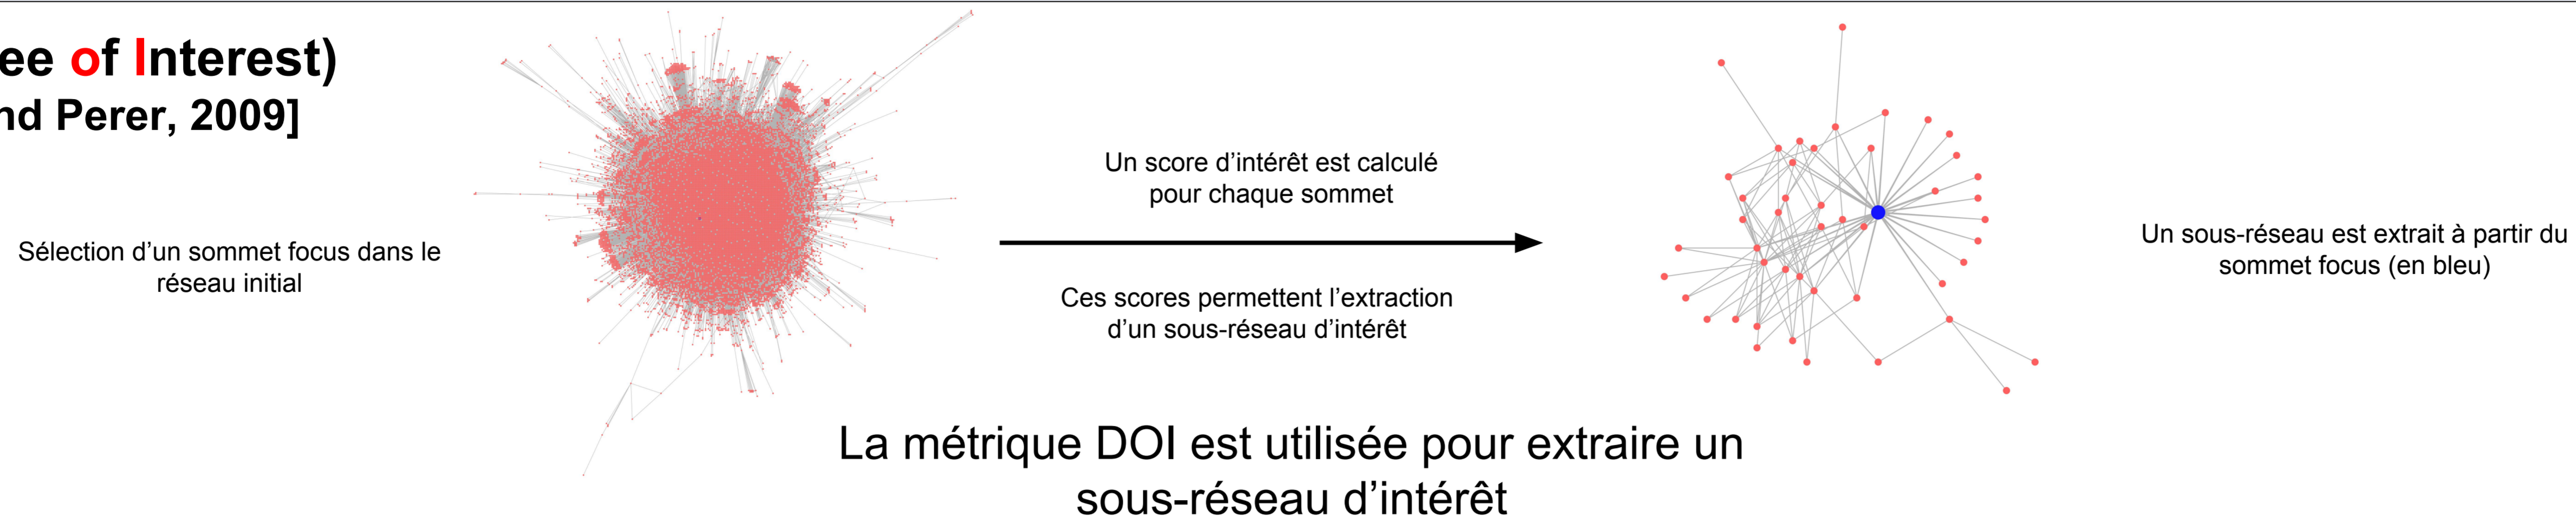 ee of Interest)
nd Perer, 2009]
Sélection d'un sommet focus dans le
réseau initial
Un score d'intérêt est calculé
pour chaque sommet
Ces scores permettent l'extraction
d'un sous-réseau d'intérêt
Un sous-réseau est extrait à partir du
sommet focus (en bleu)
La métrique DOI est utilisée pour extraire un
sous-réseau d'intérêt